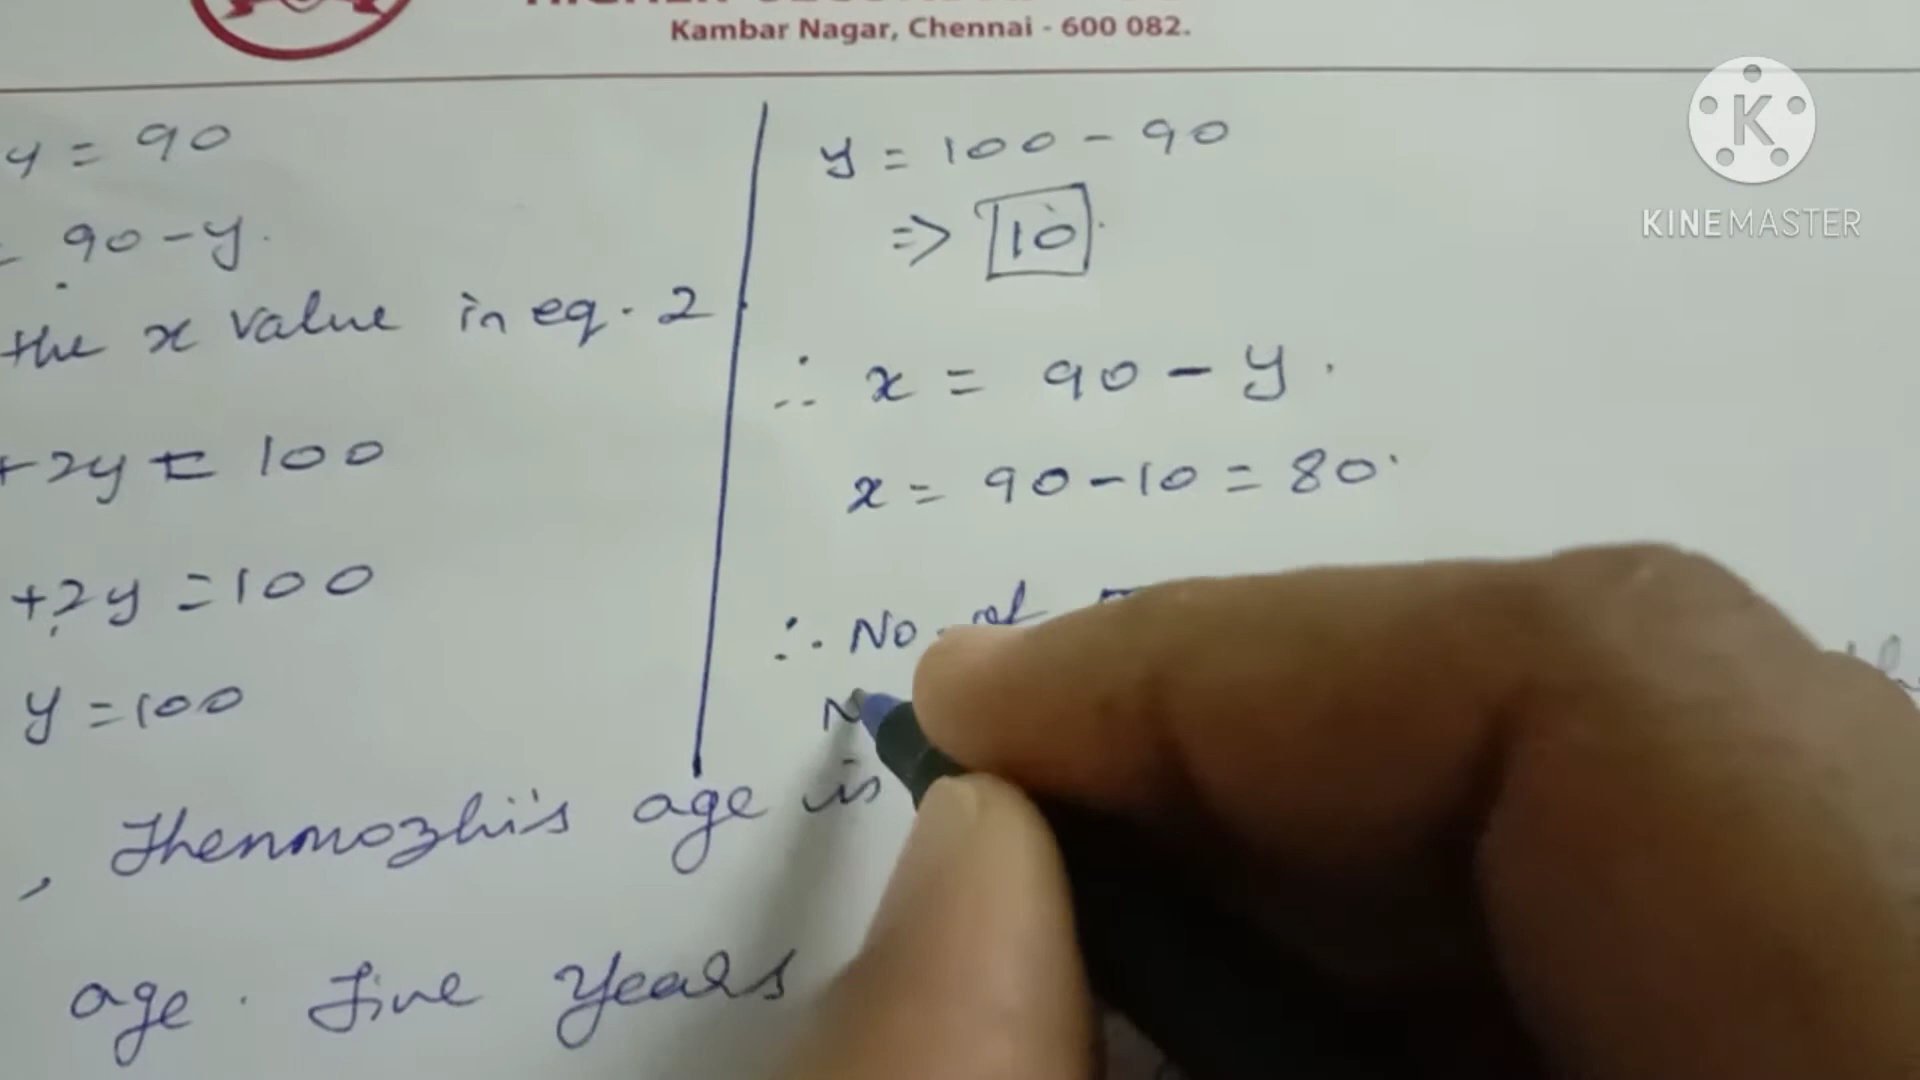 Kambar Nagar, Chennai - 600 082.
K
KINEMASTER
y = 90
= 90 - y.
the x value in eq. 2
+2y = 100
+2y = 100
y = 100
y = 100 - 90
=> 10
∴ x = 90 - y.
x = 90 - 10 = 80.
∴ No. of
N
, Thenmozhi's age is
age. Five years